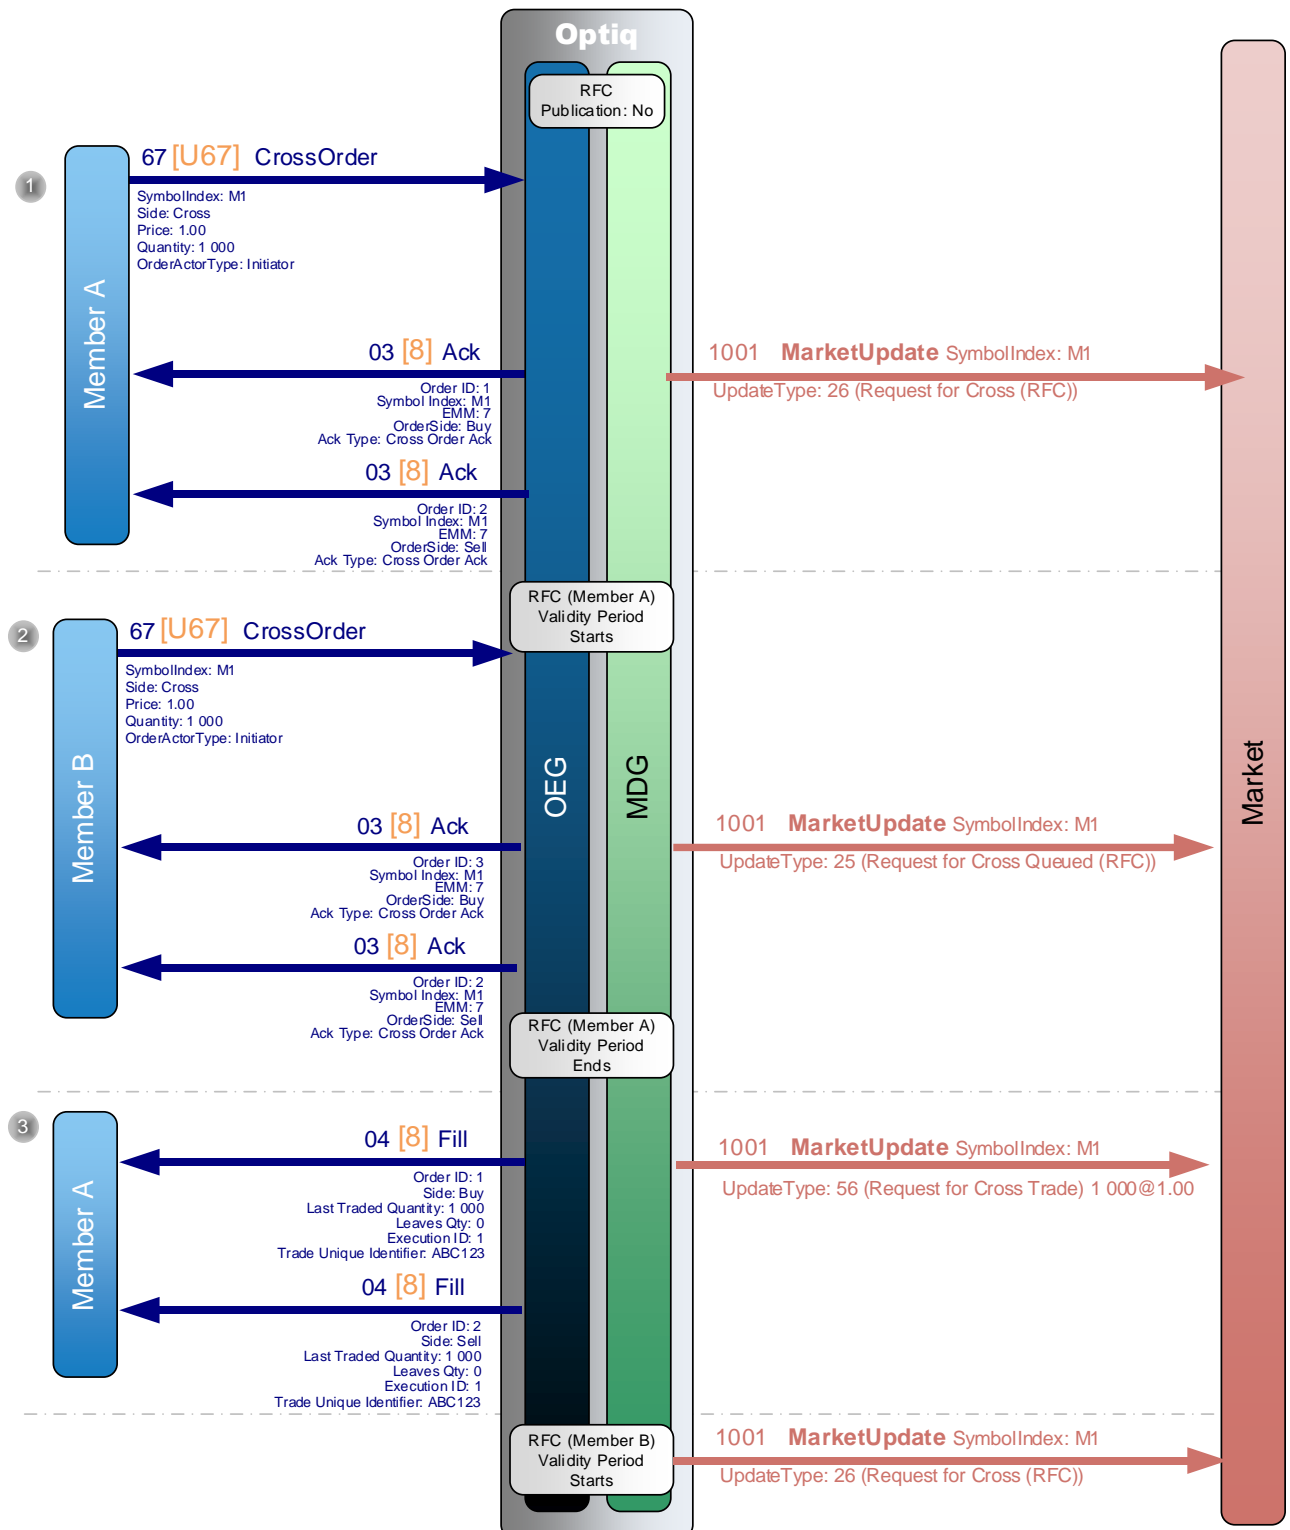 Optiq
RFC
Publication: No
1
Member A
67 [U67] CrossOrder
SymbolIndex: M1
Side: Cross
Price: 1.00
Quantity: 1 000
OrderActorType: Initiator
03 [8] Ack
Order ID: 1
Symbol Index: M1
EMM: 7
OrderSide: Buy
Ack Type: Cross Order Ack
1001 MarketUpdate SymbolIndex: M1
UpdateType: 26 (Request for Cross (RFC))
03 [8] Ack
Order ID: 2
Symbol Index: M1
EMM: 7
OrderSide: Sell
Ack Type: Cross Order Ack
RFC (Member A)
Validity Period
Starts
2
Member B
67 [U67] CrossOrder
SymbolIndex: M1
Side: Cross
Price: 1.00
Quantity: 1 000
OrderActorType: Initiator
OEG
MDG
Market
03 [8] Ack
Order ID: 3
Symbol Index: M1
EMM: 7
OrderSide: Buy
Ack Type: Cross Order Ack
1001 MarketUpdate SymbolIndex: M1
UpdateType: 25 (Request for Cross Queued (RFC))
03 [8] Ack
Order ID: 2
Symbol Index: M1
EMM: 7
OrderSide: Sell
Ack Type: Cross Order Ack
RFC (Member A)
Validity Period
Ends
3
Member A
04 [8] Fill
Order ID: 1
Side: Buy
Last Traded Quantity: 1 000
Leaves Qty: 0
Execution ID: 1
Trade Unique Identifier: ABC123
1001 MarketUpdate SymbolIndex: M1
UpdateType: 56 (Request for Cross Trade) 1 000@1.00
04 [8] Fill
Order ID: 2
Side: Sell
Last Traded Quantity: 1 000
Leaves Qty: 0
Execution ID: 1
Trade Unique Identifier: ABC123
RFC (Member B)
Validity Period
Starts
1001 MarketUpdate SymbolIndex: M1
UpdateType: 26 (Request for Cross (RFC))